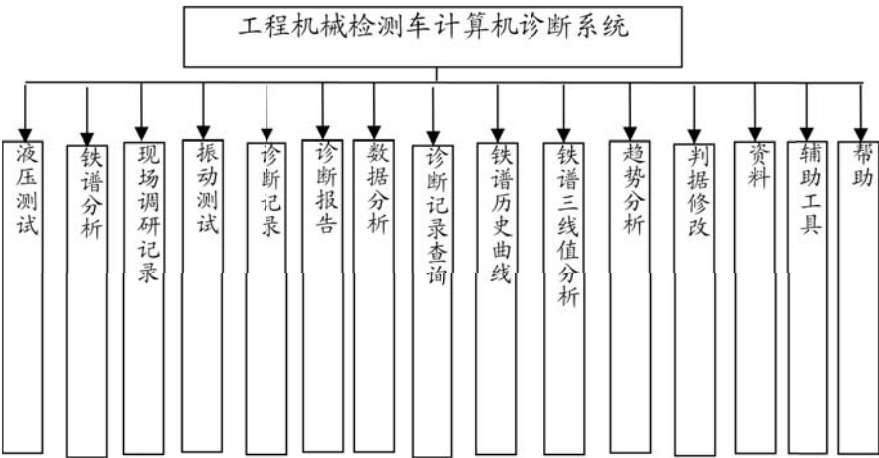 工程机械检测车计算机诊断系统
液压测试
铁谱分析
现场调研记录
振动测试
诊断记录
诊断报告
数据分析
诊断记录查询
铁谱历史曲线
铁谱三线值分析
趋势分析
判据修改
资料
辅助工具
帮助